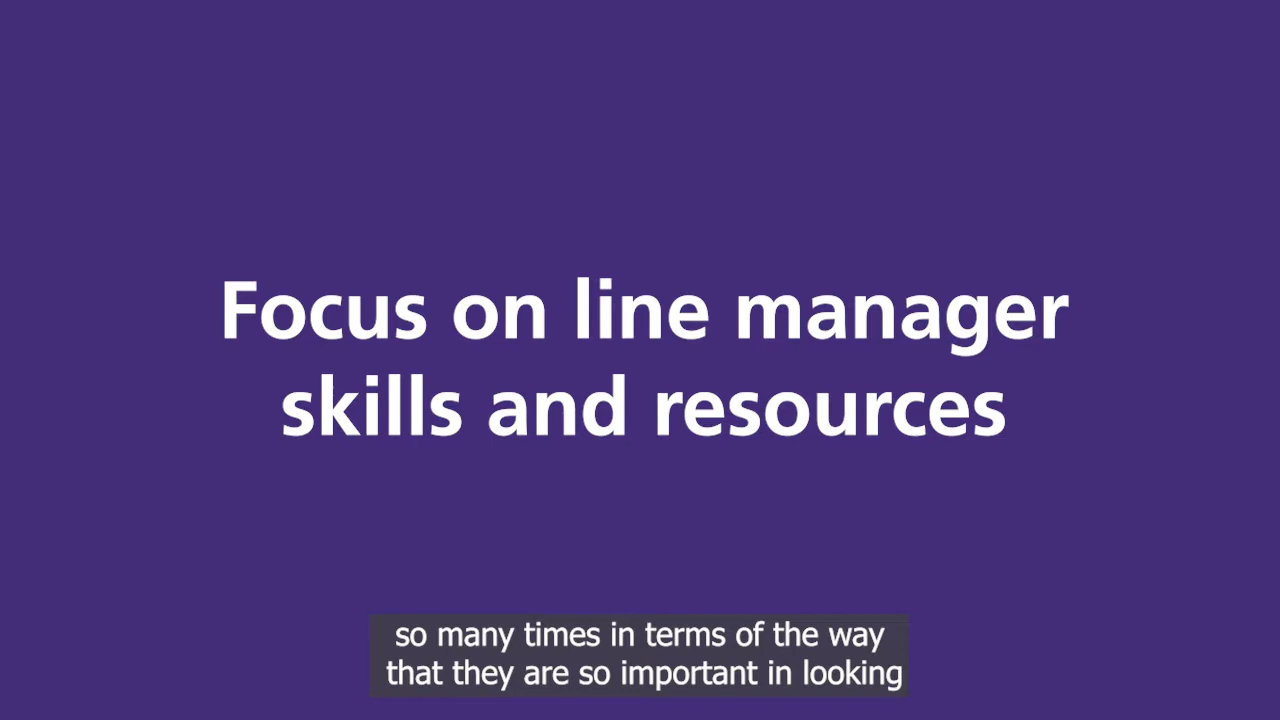 Focus on line manager
skills and resources
so many times in terms of the way
that they are so important in looking